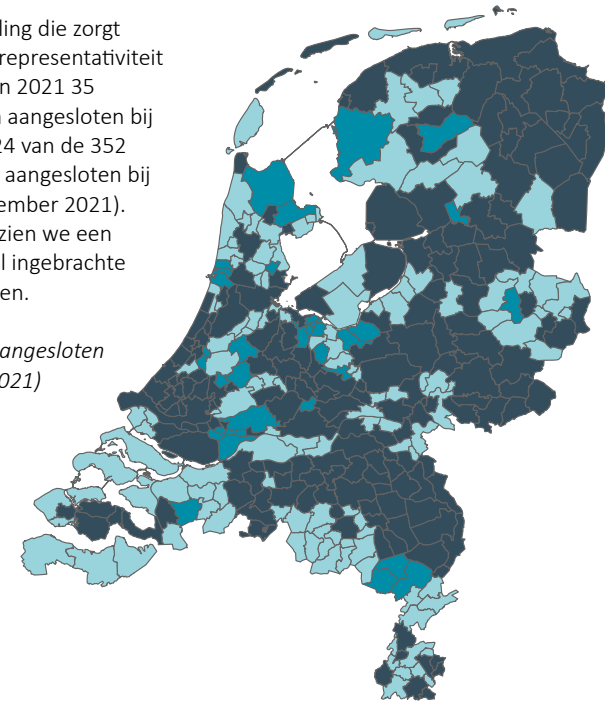 ling die zorgt
representativiteit
n 2021 35
aangesloten bij
24 van de 352
aangesloten bij
ember 2021).
zien we een
l ingebrachte
en.
aangesloten
021)